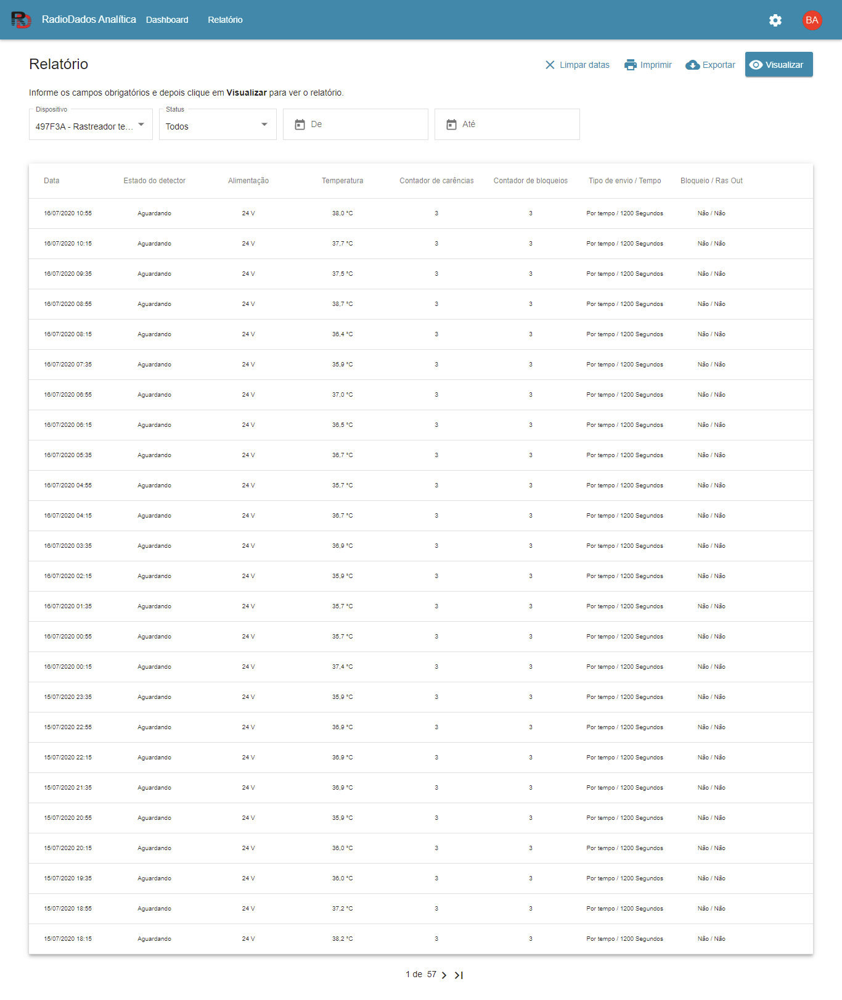 RD RadioDados Analítica Dashboard Relatório BA
Relatório Limpar datas Imprimir Exportar Visualizar
Informe os campos obrigatórios e depois clique em Visualizar para ver o relatório.
Dispositivo Status
497F3A - Rastreador te... Todos De Até
Data Estado do detector Alimentação Temperatura Contador de carências Contador de bloqueios Tipo de envio / Tempo Bloqueio / Ras Out
16/07/2020 10:55 Aguardando 24 V 38,0 °C 3 3 Por tempo / 1200 Segundos Não / Não
16/07/2020 10:15 Aguardando 24 V 37,7 °C 3 3 Por tempo / 1200 Segundos Não / Não
16/07/2020 09:35 Aguardando 24 V 37,5 °C 3 3 Por tempo / 1200 Segundos Não / Não
16/07/2020 08:55 Aguardando 24 V 38,7 °C 3 3 Por tempo / 1200 Segundos Não / Não
16/07/2020 08:15 Aguardando 24 V 36,4 °C 3 3 Por tempo / 1200 Segundos Não / Não
16/07/2020 07:35 Aguardando 24 V 35,9 °C 3 3 Por tempo / 1200 Segundos Não / Não
16/07/2020 06:55 Aguardando 24 V 37,0 °C 3 3 Por tempo / 1200 Segundos Não / Não
16/07/2020 06:15 Aguardando 24 V 36,5 °C 3 3 Por tempo / 1200 Segundos Não / Não
16/07/2020 05:35 Aguardando 24 V 36,7 °C 3 3 Por tempo / 1200 Segundos Não / Não
16/07/2020 04:55 Aguardando 24 V 35,7 °C 3 3 Por tempo / 1200 Segundos Não / Não
16/07/2020 04:15 Aguardando 24 V 36,7 °C 3 3 Por tempo / 1200 Segundos Não / Não
16/07/2020 03:35 Aguardando 24 V 36,9 °C 3 3 Por tempo / 1200 Segundos Não / Não
16/07/2020 02:15 Aguardando 24 V 35,9 °C 3 3 Por tempo / 1200 Segundos Não / Não
16/07/2020 01:35 Aguardando 24 V 35,7 °C 3 3 Por tempo / 1200 Segundos Não / Não
16/07/2020 00:55 Aguardando 24 V 35,7 °C 3 3 Por tempo / 1200 Segundos Não / Não
16/07/2020 00:15 Aguardando 24 V 37,4 °C 3 3 Por tempo / 1200 Segundos Não / Não
15/07/2020 23:35 Aguardando 24 V 35,9 °C 3 3 Por tempo / 1200 Segundos Não / Não
15/07/2020 22:55 Aguardando 24 V 36,9 °C 3 3 Por tempo / 1200 Segundos Não / Não
15/07/2020 22:15 Aguardando 24 V 36,9 °C 3 3 Por tempo / 1200 Segundos Não / Não
15/07/2020 21:35 Aguardando 24 V 36,9 °C 3 3 Por tempo / 1200 Segundos Não / Não
15/07/2020 20:55 Aguardando 24 V 35,9 °C 3 3 Por tempo / 1200 Segundos Não / Não
15/07/2020 20:15 Aguardando 24 V 36,0 °C 3 3 Por tempo / 1200 Segundos Não / Não
15/07/2020 19:35 Aguardando 24 V 36,0 °C 3 3 Por tempo / 1200 Segundos Não / Não
15/07/2020 18:55 Aguardando 24 V 37,2 °C 3 3 Por tempo / 1200 Segundos Não / Não
15/07/2020 18:15 Aguardando 24 V 38,2 °C 3 3 Por tempo / 1200 Segundos Não / Não
1 de 57